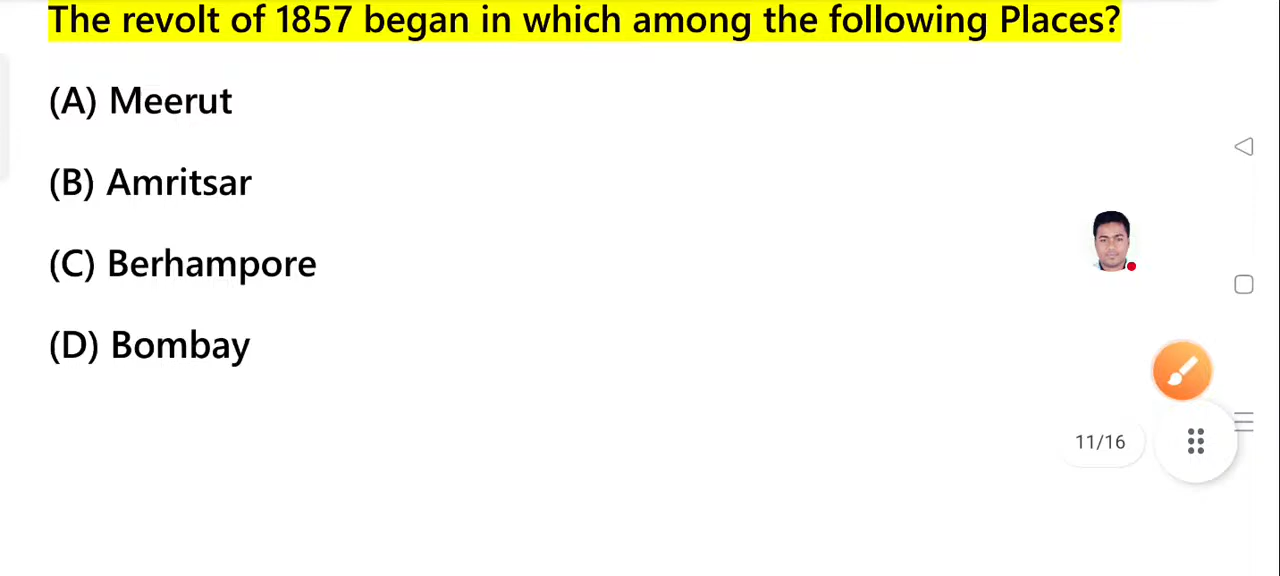 The revolt of 1857 began in which among the following Places?
(A) Meerut
(B) Amritsar
(C) Berhampore
(D) Bombay
11/16